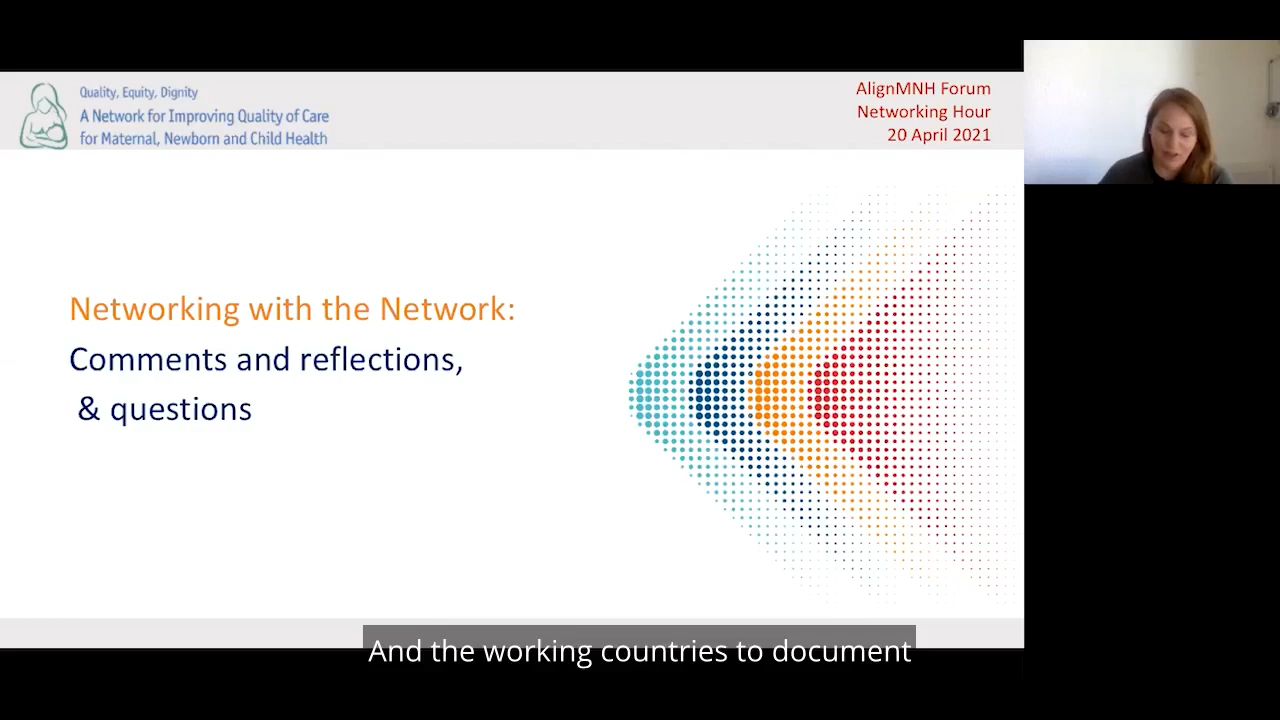 Quality, Equity, Dignity
A Network for Improving Quality of Care
for Maternal, Newborn and Child Health
AlignMNH Forum
Networking Hour
20 April 2021
Networking with the Network:
Comments and reflections,
& questions
And the working countries to document